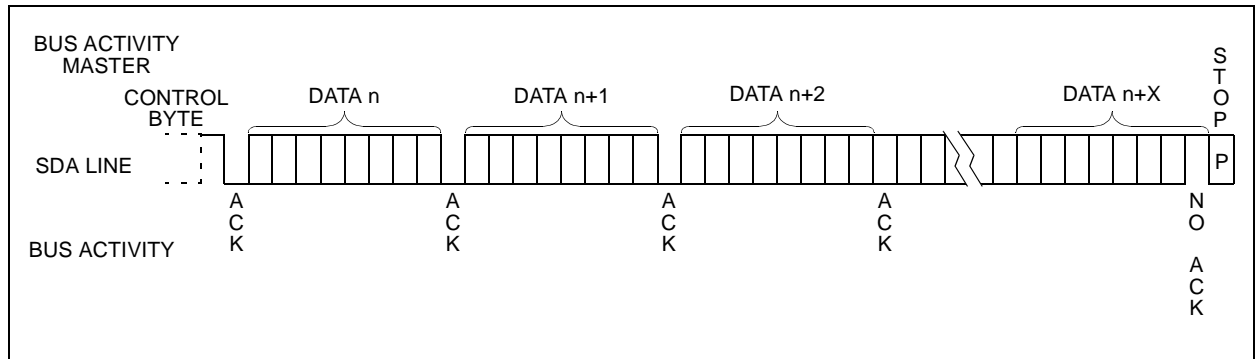 BUS ACTIVITY
MASTER
STOP
CONTROL
BYTE
DATA n
DATA n+1
DATA n+2
DATA n+X
SDA LINE
P
ACK
ACK
ACK
ACK
NO ACK
BUS ACTIVITY